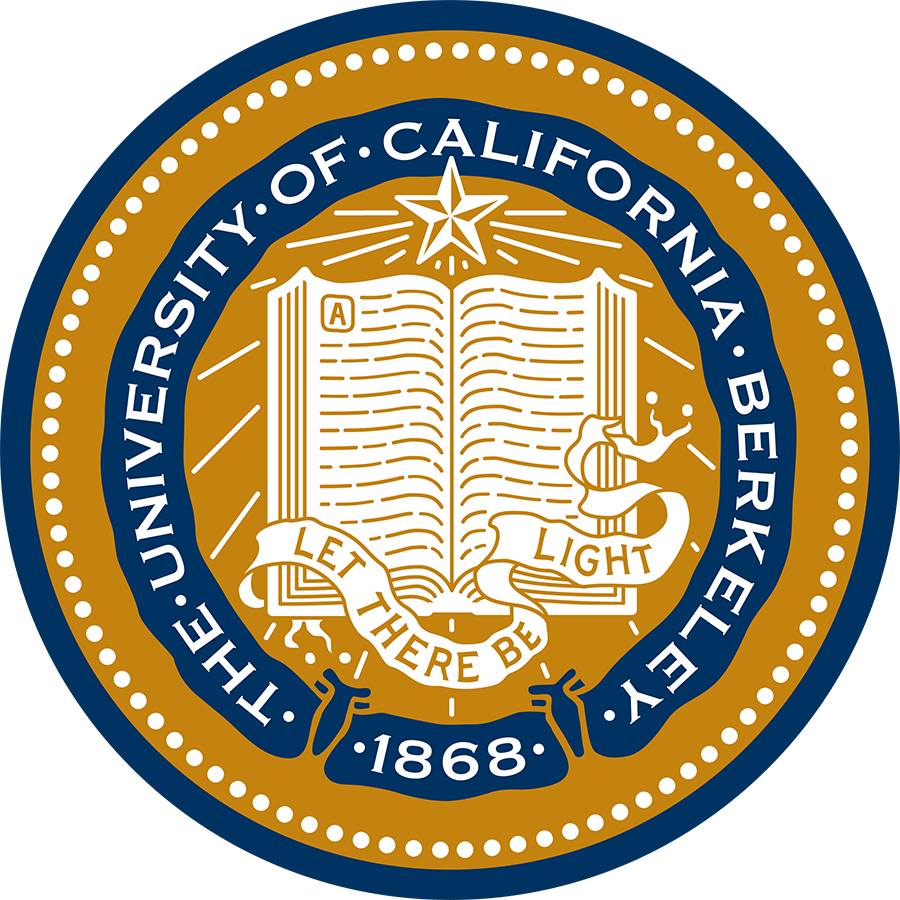 ·THE·UNIVERSITY·OF·CALIFORNIA·BERKELEY·
A
LET THERE BE LIGHT
·1868·